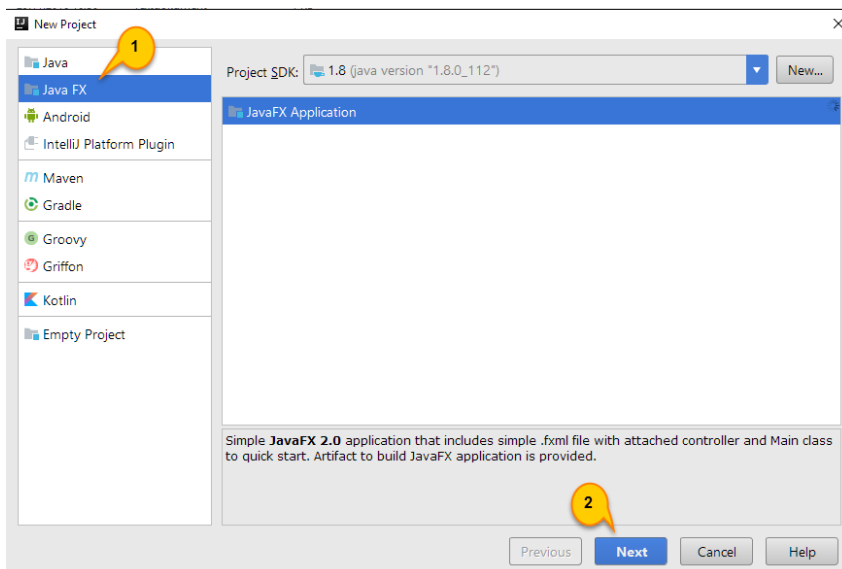 New Project
1
Java
Java FX
Android
IntelliJ Platform Plugin
Maven
Gradle
Groovy
Griffon
Kotlin
Empty Project
Project SDK: 1.8 (java version "1.8.0_112") New...
JavaFX Application
Simple JavaFX 2.0 application that includes simple .fxml file with attached controller and Main class
to quick start. Artifact to build JavaFX application is provided.
2
Previous Next Cancel Help